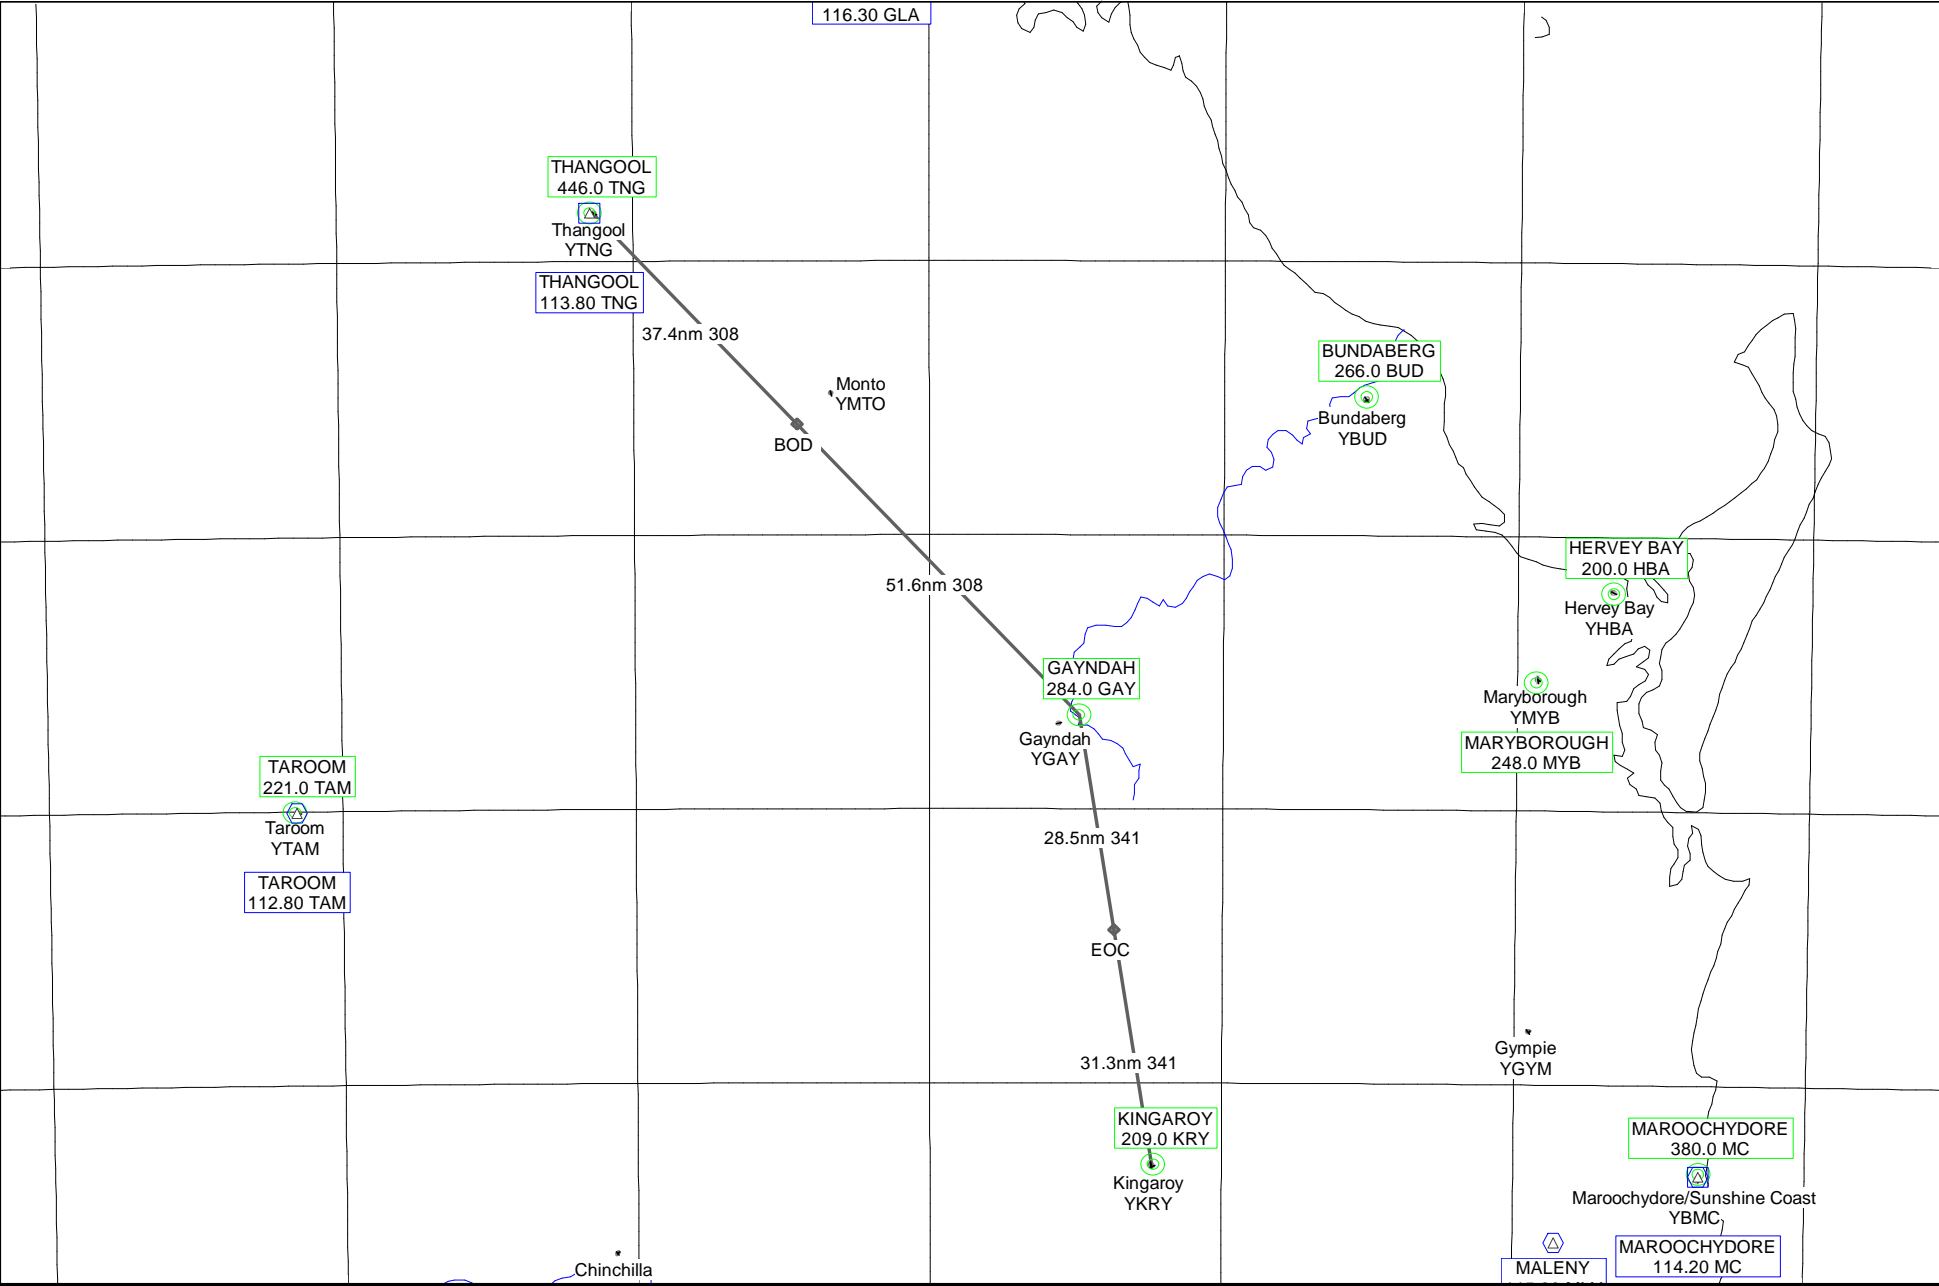 116.30 GLA
THANGOOL
446.0 TNG
Thangool
YTNG
THANGOOL
113.80 TNG
37.4nm 308
BUNDABERG
266.0 BUD
Monto
YMTO
Bundaberg
YBUD
BOD
HERVEY BAY
200.0 HBA
51.6nm 308
Hervey Bay
YHBA
GAYNDAH
284.0 GAY
Maryborough
YMYB
Gayndah
YGAY
MARYBOROUGH
248.0 MYB
TAROOM
221.0 TAM
Taroom
YTAM
28.5nm 341
TAROOM
112.80 TAM
EOC
Gympie
YGYM
31.3nm 341
KINGAROY
209.0 KRY
MAROOCHYDORE
380.0 MC
Kingaroy
YKRY
Maroochydore/Sunshine Coast
YBMC
MAROOCHYDORE
114.20 MC
Chinchilla
MALENY